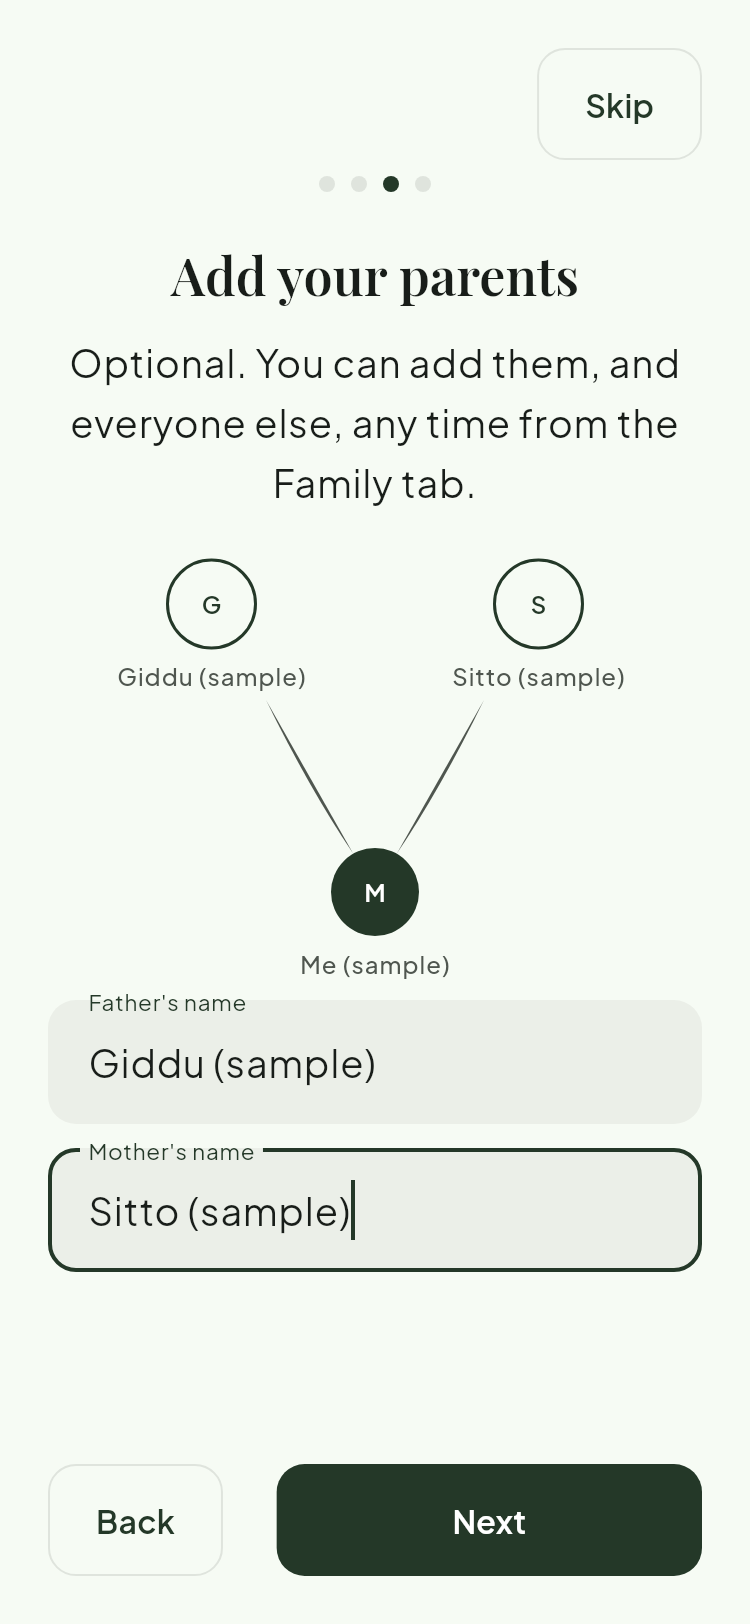 Skip
Add your parents
Optional. You can add them, and
everyone else, any time from the
Family tab.
G
S
Giddu (sample)
Sitto (sample)
M
Me (sample)
Father's name
Giddu (sample)
Mother's name
Sitto (sample)
Back
Next